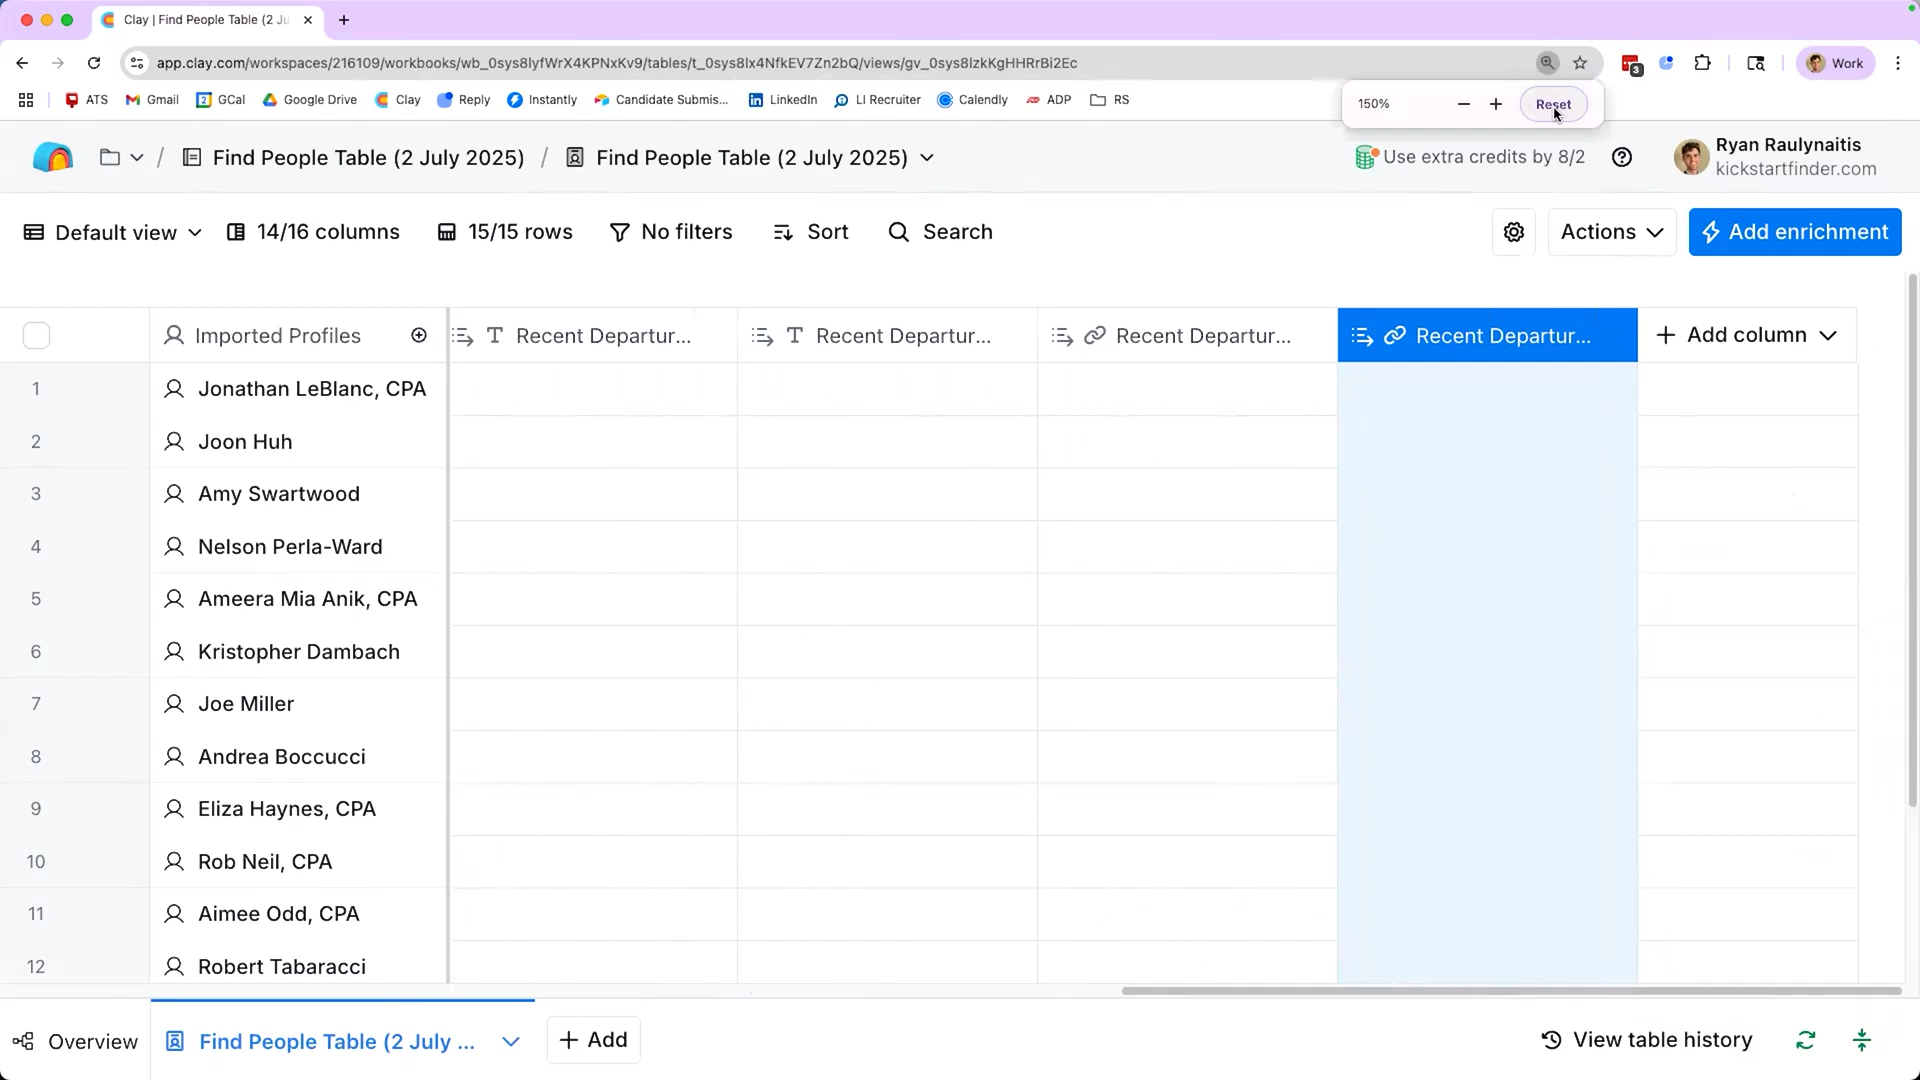 Clay | Find People Table (2 Ju
app.clay.com/workspaces/216109/workbooks/wb_0sys8lyfWrX4KPNxKv9/tables/t_0sys8lx4NfkEV7Zn2bQ/views/gv_0sys8lzkKgHHRrBi2Ec
3
Work
ATS
Gmail
GCal
Google Drive
Clay
Reply
Instantly
Candidate Submis...
LinkedIn
LI Recruiter
Calendly
ADP
RS
150%
Reset
/ Find People Table (2 July 2025) / Find People Table (2 July 2025)
Use extra credits by 8/2
Ryan Raulynaitis
kickstartfinder.com
Default view
14/16 columns
15/15 rows
No filters
Sort
Search
Actions
Add enrichment
Imported Profiles
Recent Departur...
Recent Departur...
Recent Departur...
Recent Departur...
Add column
1 Jonathan LeBlanc, CPA
2 Joon Huh
3 Amy Swartwood
4 Nelson Perla-Ward
5 Ameera Mia Anik, CPA
6 Kristopher Dambach
7 Joe Miller
8 Andrea Boccucci
9 Eliza Haynes, CPA
10 Rob Neil, CPA
11 Aimee Odd, CPA
12 Robert Tabaracci
Overview
Find People Table (2 July ...
Add
View table history